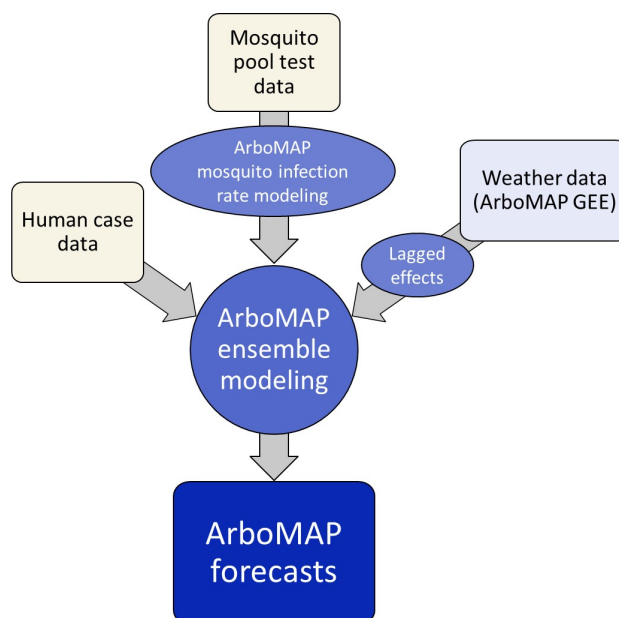 Mosquito
pool test
data
ArboMAP
mosquito infection
rate modeling
Weather data
(ArboMAP GEE)
Human case
data
Lagged
effects
ArboMAP
ensemble
modeling
ArboMAP
forecasts